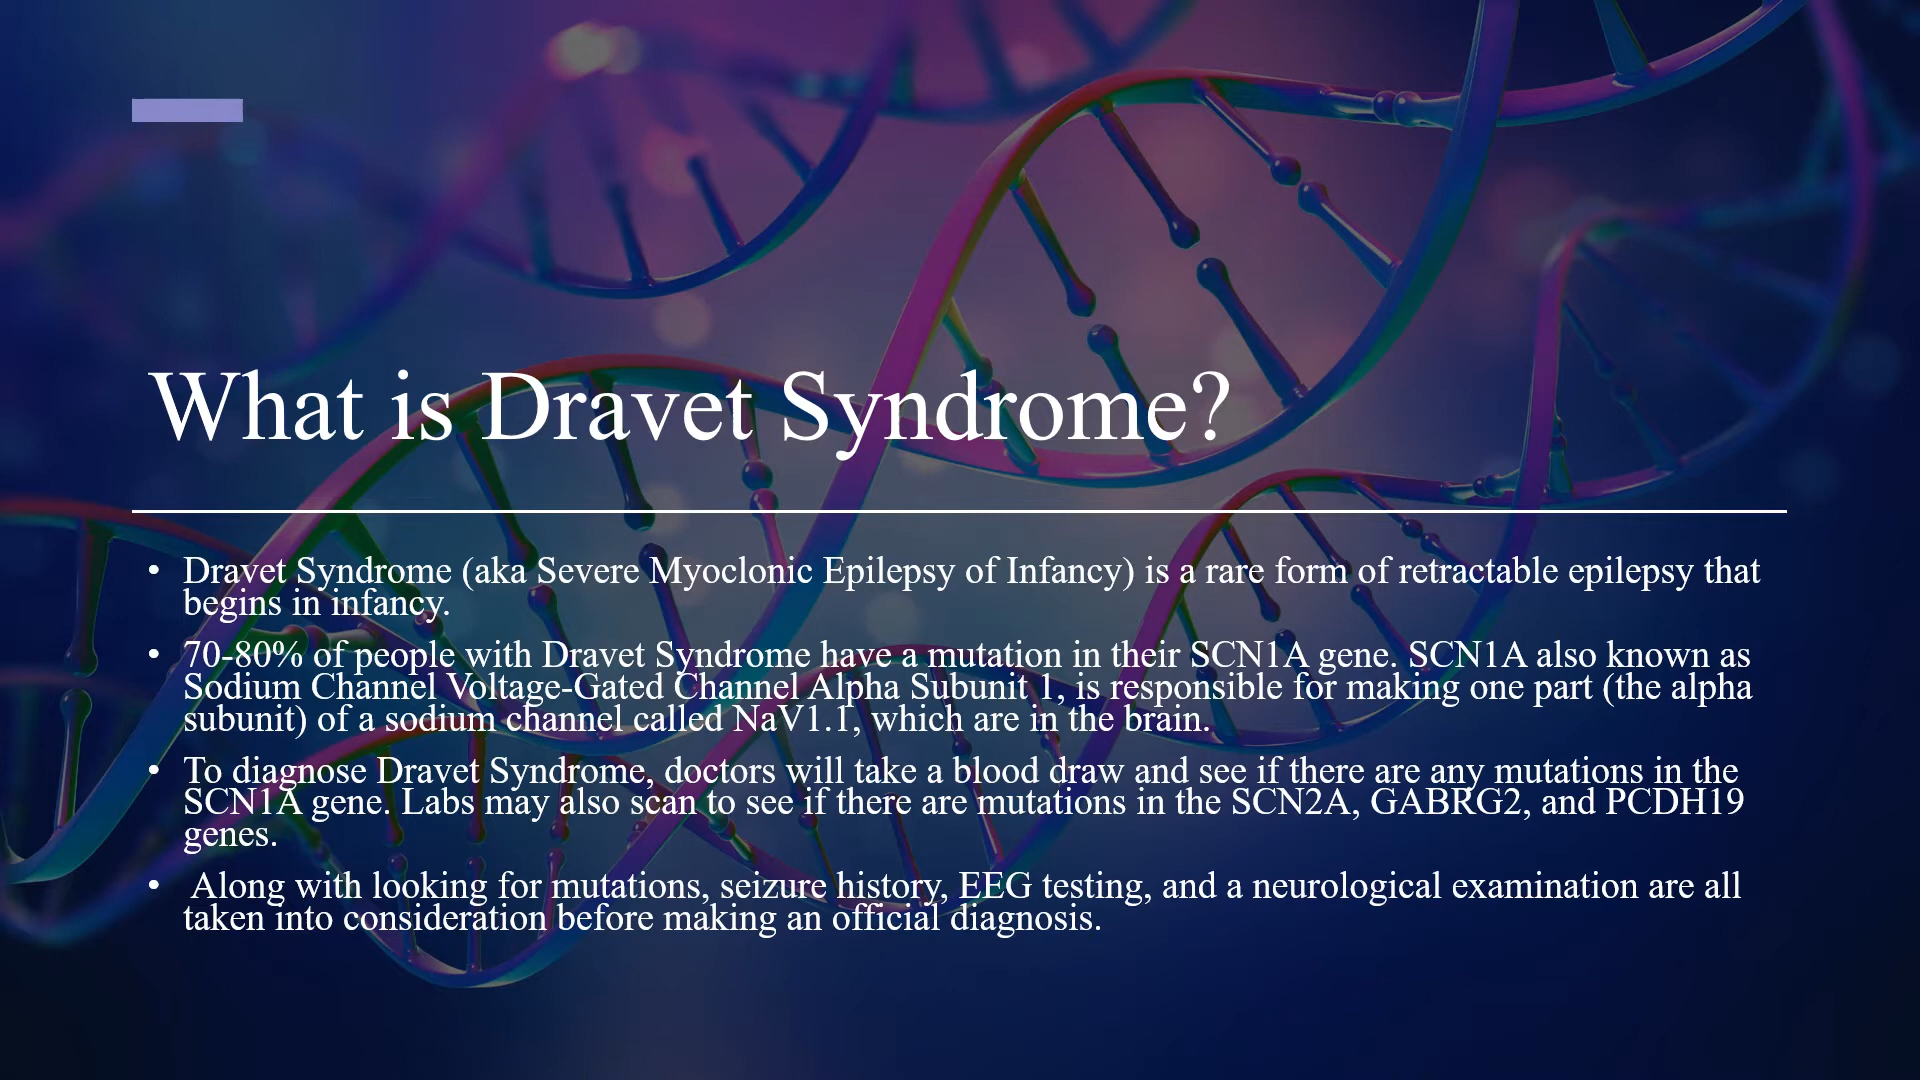 What is Dravet Syndrome?
• Dravet Syndrome (aka Severe Myoclonic Epilepsy of Infancy) is a rare form of retractable epilepsy that
begins in infancy.
• 70-80% of people with Dravet Syndrome have a mutation in their SCN1A gene. SCN1A also known as
Sodium Channel Voltage-Gated Channel Alpha Subunit 1, is responsible for making one part (the alpha
subunit) of a sodium channel called NaV1.1, which are in the brain.
• To diagnose Dravet Syndrome, doctors will take a blood draw and see if there are any mutations in the
SCN1A gene. Labs may also scan to see if there are mutations in the SCN2A, GABRG2, and PCDH19
genes.
• Along with looking for mutations, seizure history, EEG testing, and a neurological examination are all
taken into consideration before making an official diagnosis.